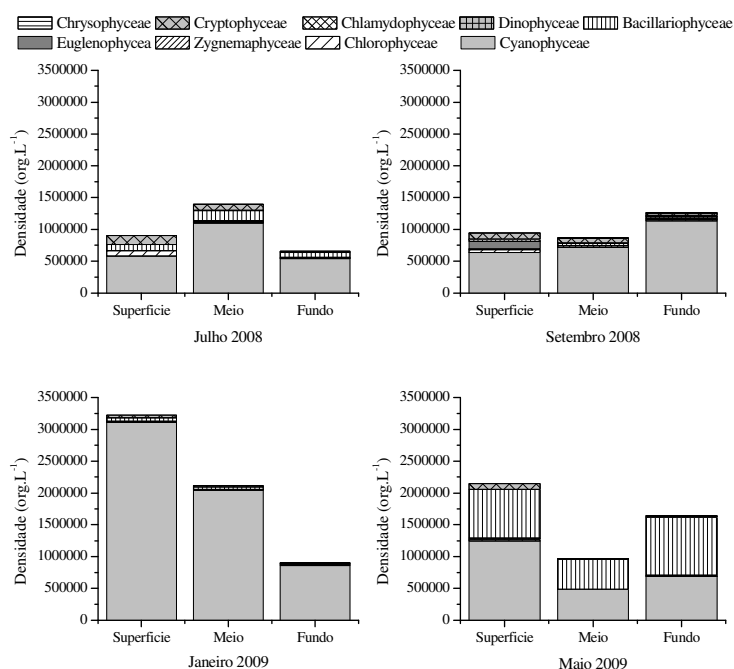 Chrysophyceae Cryptophyceae Chlamydophyceae Dinophyceae Bacillariophyceae
Euglenophycea Zygnemaphyceae Chlorophyceae Cyanophyceae
3500000
3000000
2500000
2000000
1500000
1000000
500000
0
Densidade (org.L⁻¹)
Superficie Meio Fundo
Julho 2008
3500000
3000000
2500000
2000000
1500000
1000000
500000
0
Densidade (org.L⁻¹)
Superficie Meio Fundo
Setembro 2008
3500000
3000000
2500000
2000000
1500000
1000000
500000
0
Densidade (org.L⁻¹)
Superficie Meio Fundo
Janeiro 2009
3500000
3000000
2500000
2000000
1500000
1000000
500000
0
Densidade (org.L⁻¹)
Superficie Meio Fundo
Maio 2009